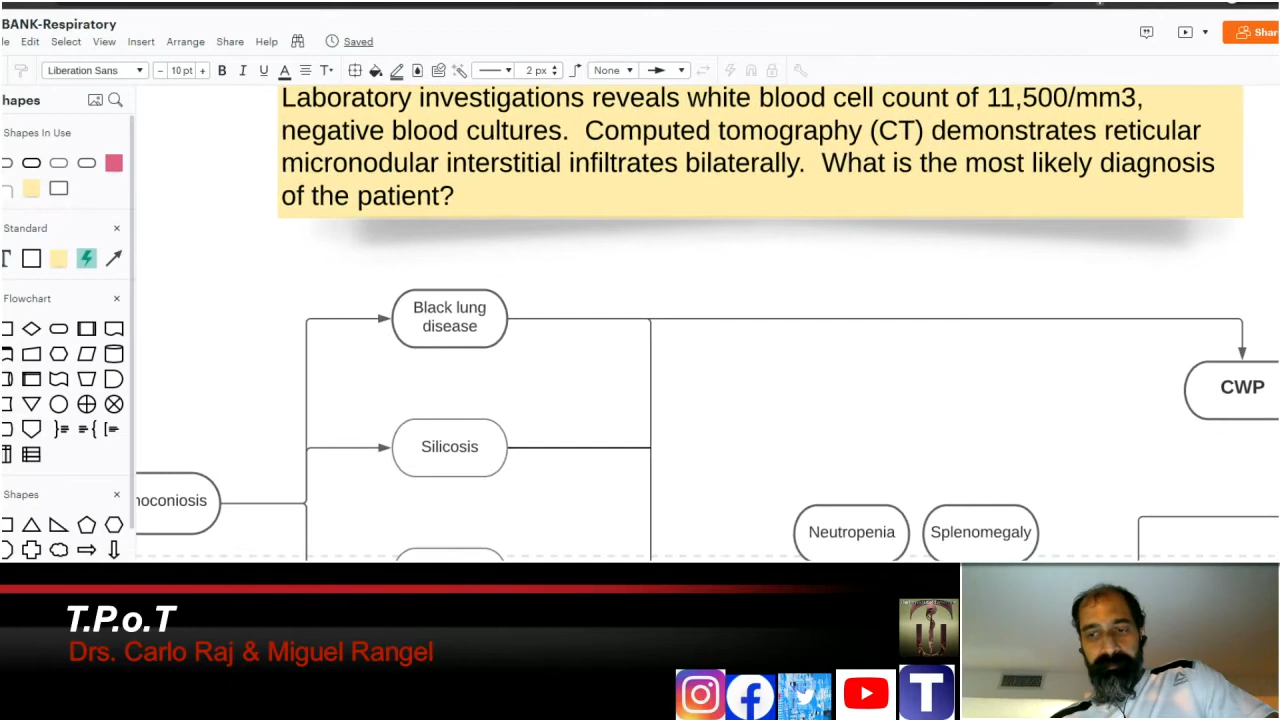 BANK-Respiratory
le Edit Select View Insert Arrange Share Help Saved
Shar
Liberation Sans − 10 pt + B I U A T 2 px None
hapes
Shapes In Use
Standard
T
Flowchart
Shapes
Laboratory investigations reveals white blood cell count of 11,500/mm3,
negative blood cultures. Computed tomography (CT) demonstrates reticular
micronodular interstitial infiltrates bilaterally. What is the most likely diagnosis
of the patient?
Black lung
disease
CWP
Silicosis
noconiosis
Neutropenia
Splenomegaly
T.P.o.T
Drs. Carlo Raj & Miguel Rangel
f
U
T